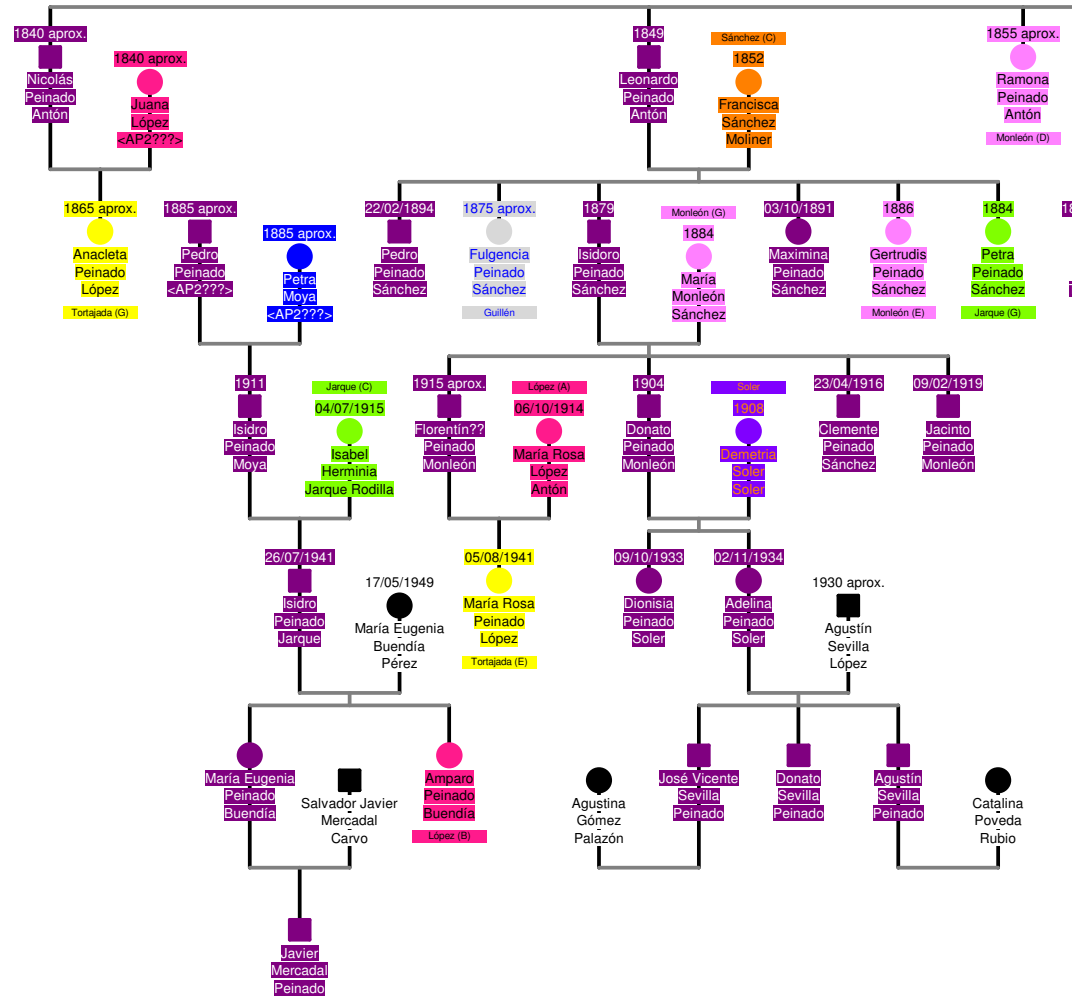 1840 aprox.
Nicolás
Peinado
Antón
1840 aprox.
Juana
López
<AP2???>
1849
Leonardo
Peinado
Antón
Sánchez (C)
1852
Francisca
Sánchez
Moliner
1855 aprox.
Ramona
Peinado
Antón
Monleón (D)
1865 aprox.
Anacleta
Peinado
López
Tortajada (G)
1885 aprox.
Pedro
Peinado
<AP2???>
1885 aprox.
Petra
Moya
<AP2???>
22/02/1894
Pedro
Peinado
Sánchez
1875 aprox.
Fulgencia
Peinado
Sánchez
Guillén
1879
Isidoro
Peinado
Sánchez
Monleón (G)
1884
María
Monleón
Sánchez
03/10/1891
Maximina
Peinado
Sánchez
1886
Gertrudis
Peinado
Sánchez
Monleón (E)
1884
Petra
Peinado
Sánchez
Jarque (G)
1911
Isidro
Peinado
Moya
Jarque (C)
04/07/1915
Isabel
Herminia
Jarque Rodilla
1915 aprox.
Florentín??
Peinado
Monleón
López (A)
06/10/1914
María Rosa
López
Antón
1904
Donato
Peinado
Monleón
Soler
1908
Demetria
Soler
Soler
23/04/1916
Clemente
Peinado
Sánchez
09/02/1919
Jacinto
Peinado
Monleón
26/07/1941
Isidro
Peinado
Jarque
17/05/1949
María Eugenia
Buendía
Pérez
05/08/1941
María Rosa
Peinado
López
Tortajada (E)
09/10/1933
Dionisia
Peinado
Soler
02/11/1934
Adelina
Peinado
Soler
1930 aprox.
Agustín
Sevilla
López
María Eugenia
Peinado
Buendía
Salvador Javier
Mercadal
Carvo
Amparo
Peinado
Buendía
López (B)
Agustina
Gómez
Palazón
José Vicente
Sevilla
Peinado
Donato
Sevilla
Peinado
Agustín
Sevilla
Peinado
Catalina
Poveda
Rubio
Javier
Mercadal
Peinado